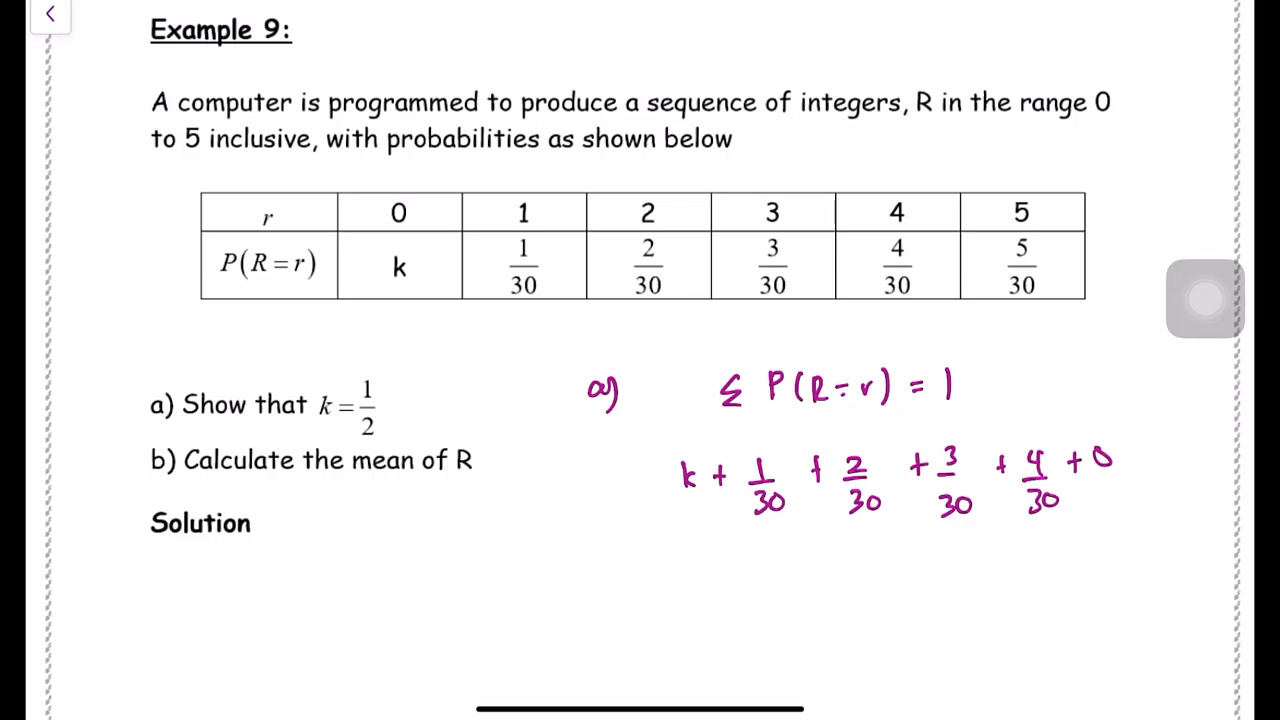 Example 9:
A computer is programmed to produce a sequence of integers, R in the range 0
to 5 inclusive, with probabilities as shown below
r 0 1 2 3 4 5
P(R=r) k 1/30 2/30 3/30 4/30 5/30
a) Show that k = 1/2
a) Σ P(R=r) = 1
b) Calculate the mean of R
k + 1/30 + 2/30 + 3/30 + 4/30 +
Solution